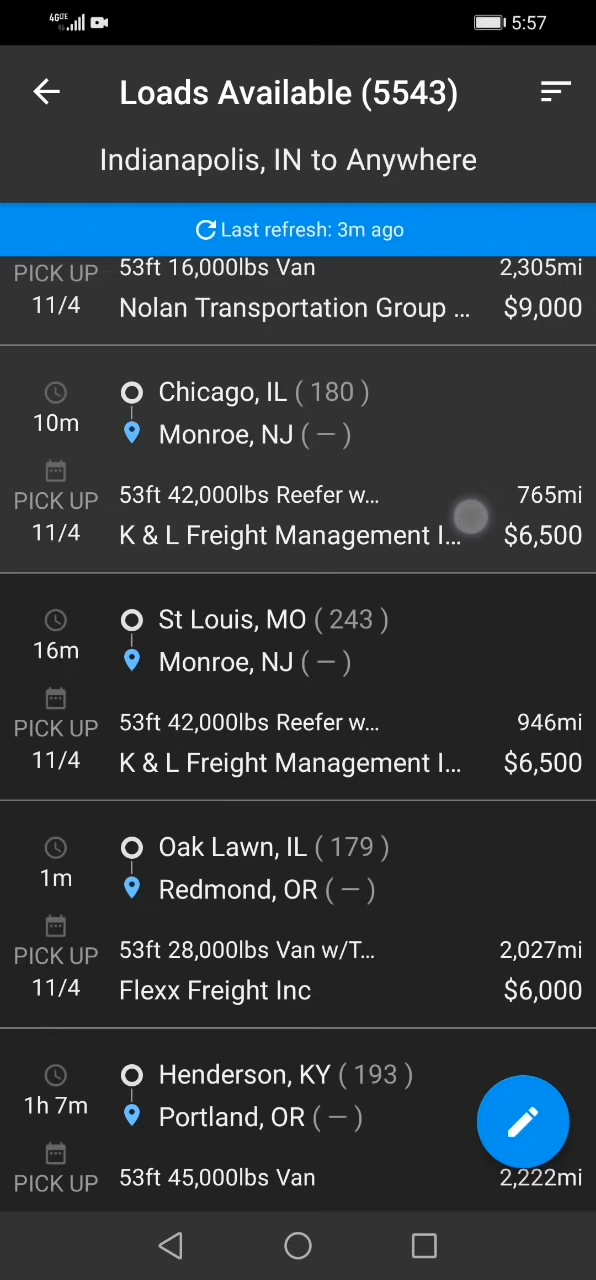 4G LTE 5:57
Loads Available (5543)
Indianapolis, IN to Anywhere
Last refresh: 3m ago
PICK UP 53ft 16,000lbs Van 2,305mi
11/4 Nolan Transportation Group ... $9,000
Chicago, IL ( 180 )
10m Monroe, NJ ( — )
PICK UP 53ft 42,000lbs Reefer w... 765mi
11/4 K & L Freight Management I... $6,500
St Louis, MO ( 243 )
16m Monroe, NJ ( — )
PICK UP 53ft 42,000lbs Reefer w... 946mi
11/4 K & L Freight Management I... $6,500
Oak Lawn, IL ( 179 )
1m Redmond, OR ( — )
PICK UP 53ft 28,000lbs Van w/T... 2,027mi
11/4 Flexx Freight Inc $6,000
Henderson, KY ( 193 )
1h 7m Portland, OR ( — )
PICK UP 53ft 45,000lbs Van 2,222mi